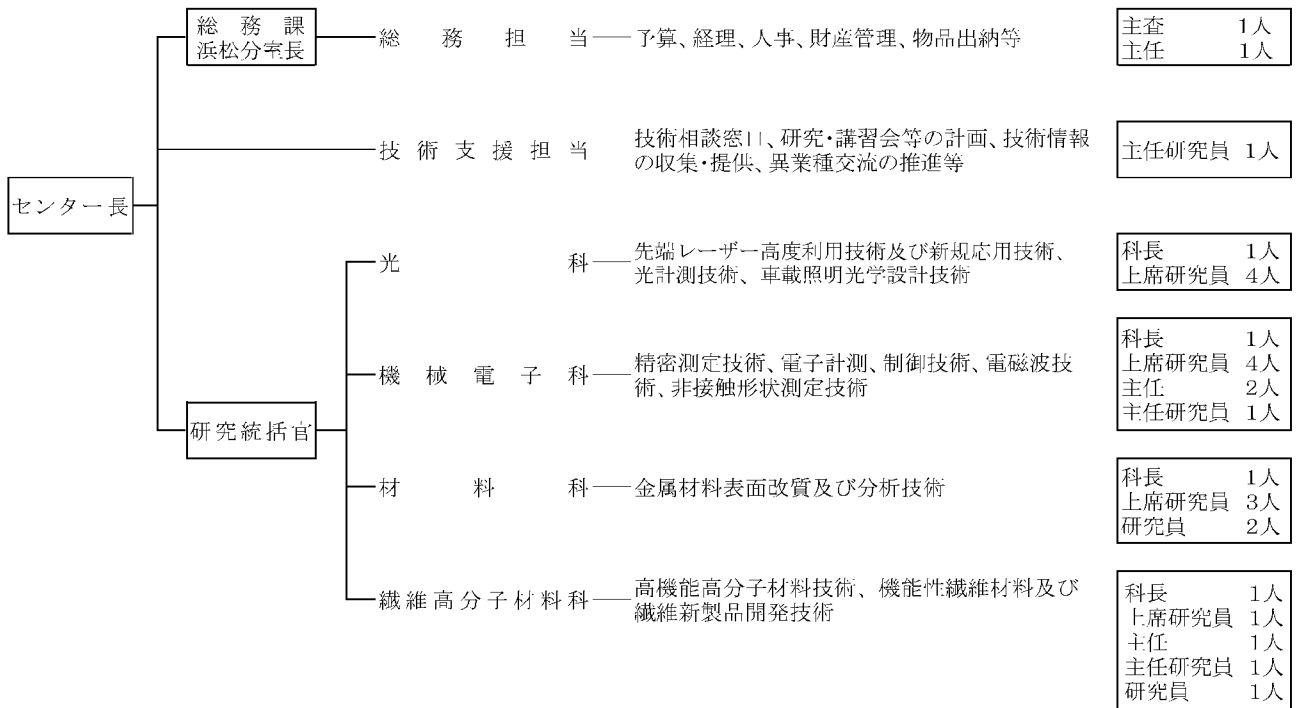 総務課
浜松分室長
総務担当
予算、経理、人事、財産管理、物品出納等
主査 1人
主任 1人
技術支援担当
技術相談窓口、研究・講習会等の計画、技術情報
の収集・提供、異業種交流の推進等
主任研究員 1人
センター長
光科
先端レーザー高度利用技術及び新規応用技術、
光計測技術、車載照明光学設計技術
科長 1人
上席研究員 4人
機械電子科
精密測定技術、電子計測、制御技術、電磁波技
術、非接触形状測定技術
科長 1人
上席研究員 4人
主任 2人
主任研究員 1人
研究統括官
材料科
金属材料表面改質及び分析技術
科長 1人
上席研究員 3人
研究員 2人
繊維高分子材料科
高機能高分子材料技術、機能性繊維材料及び
繊維新製品開発技術
科長 1人
上席研究員 1人
主任 1人
主任研究員 1人
研究員 1人